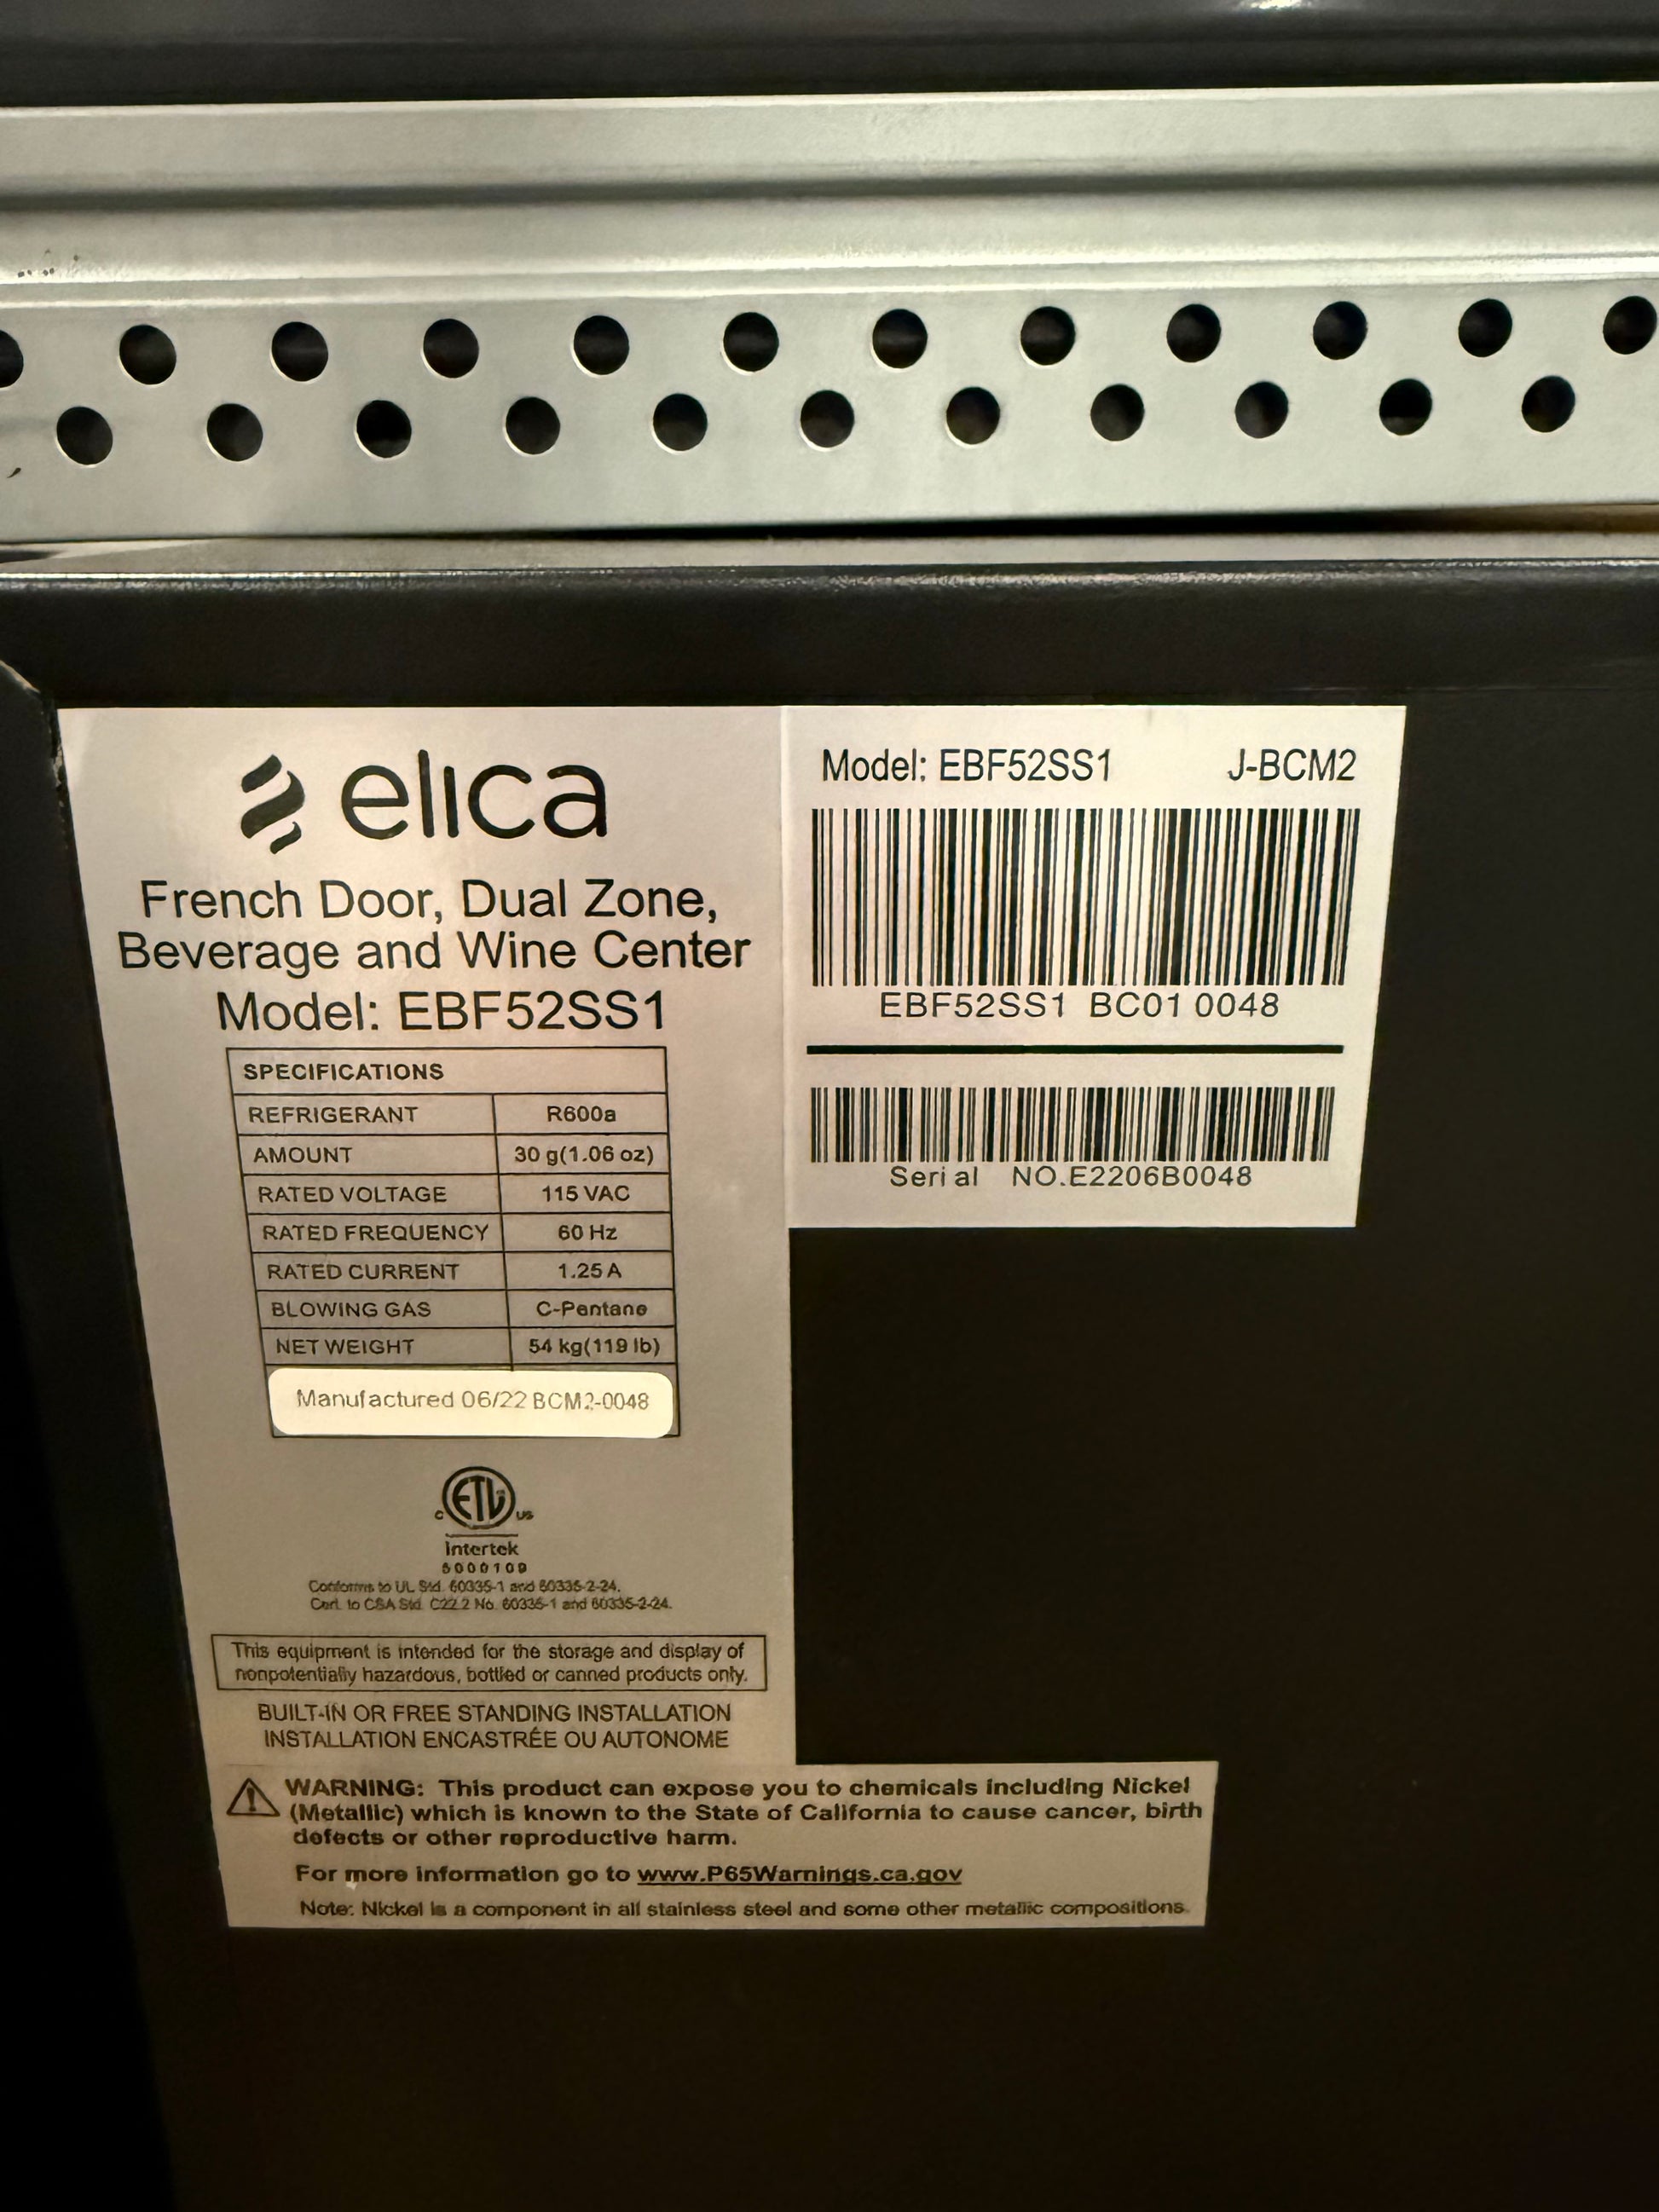 elica
French Door, Dual Zone,
Beverage and Wine Center
Model: EBF52SS1
SPECIFICATIONS
REFRIGERANT R600a
AMOUNT 30 g(1.06 oz)
RATED VOLTAGE 115 VAC
RATED FREQUENCY 60 Hz
RATED CURRENT 1.25 A
BLOWING GAS C-Pentane
NET WEIGHT 54 kg(119 lb)
Manufactured 06/22 BCM2-0048
ETL
C US
Intertek
5000109
Conforms to UL Std. 60335-1 and 60335-2-24.
Cert. to CSA Std. C22.2 No. 60335-1 and 60335-2-24.
This equipment is intended for the storage and display of
nonpotentially hazardous, bottled or canned products only.
BUILT-IN OR FREE STANDING INSTALLATION
INSTALLATION ENCASTRÉE OU AUTONOME
Model: EBF52SS1 J-BCM2
EBF52SS1 BC01 0048
Serial NO.E2206B0048
WARNING: This product can expose you to chemicals including Nickel
(Metallic) which is known to the State of California to cause cancer, birth
defects or other reproductive harm.
For more information go to www.P65Warnings.ca.gov
Note: Nickel is a component in all stainless steel and some other metallic compositions.